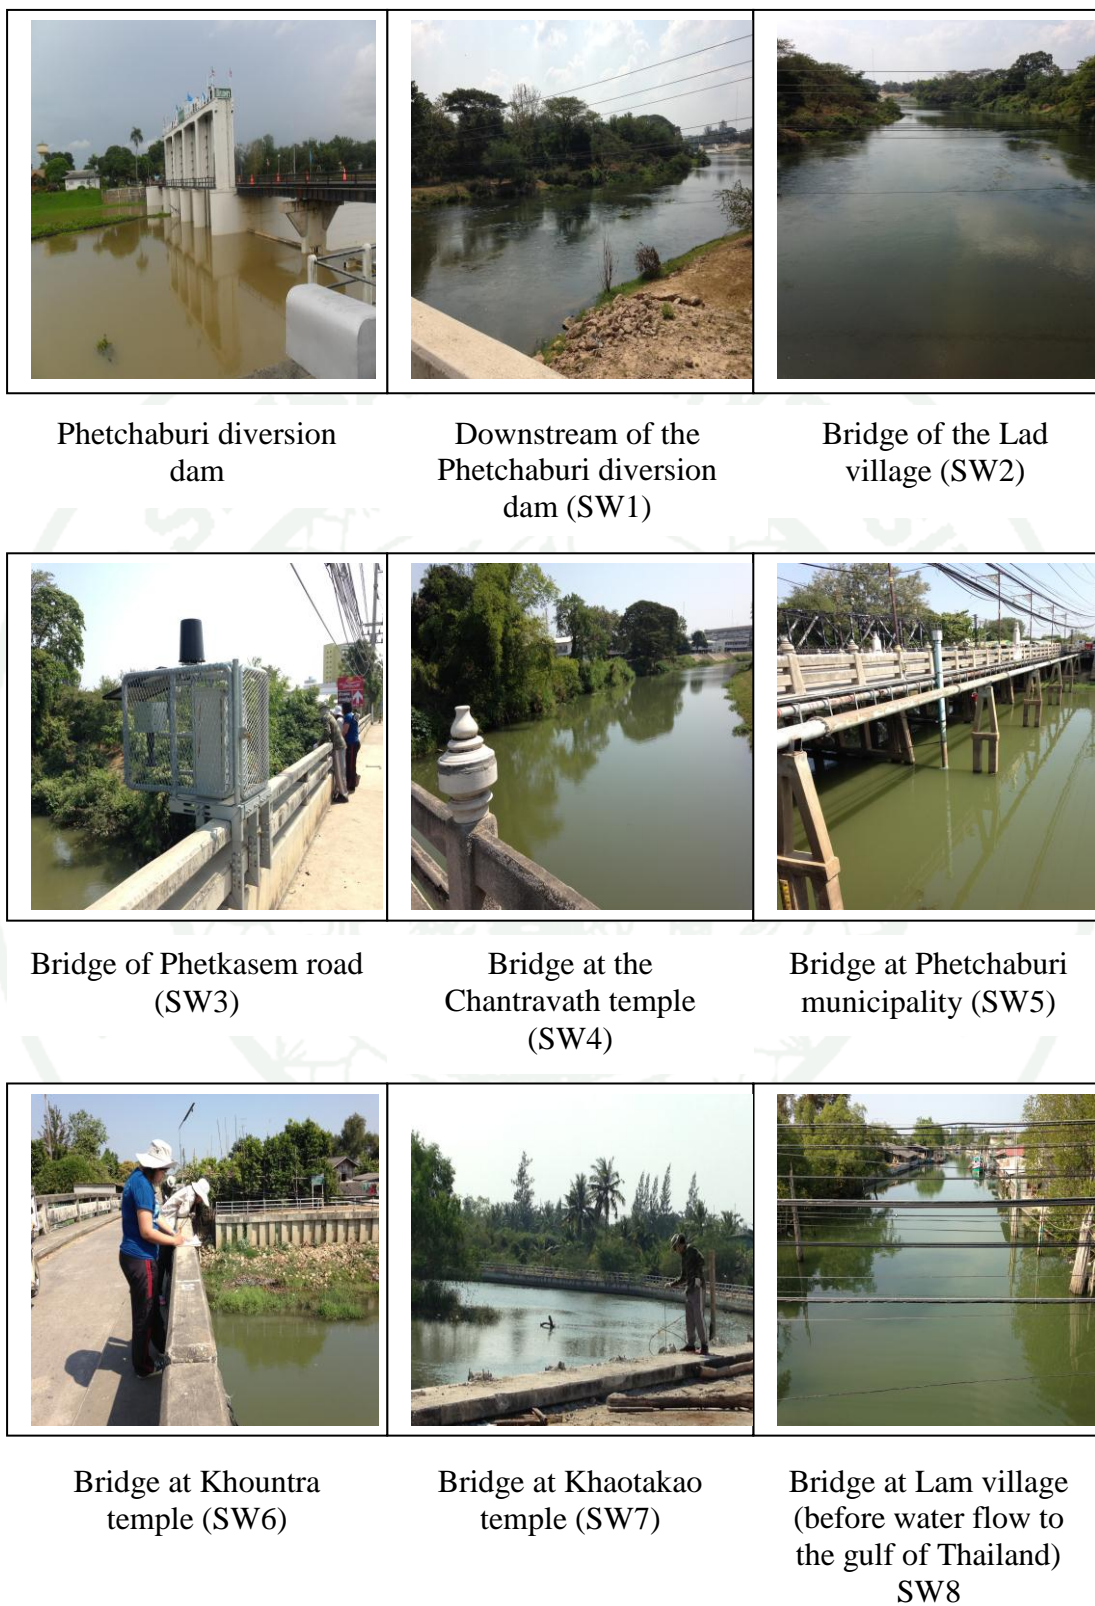 Phetchaburi diversion
dam
Downstream of the
Phetchaburi diversion
dam (SW1)
Bridge of the Lad
village (SW2)
Bridge of Phetkasem road
(SW3)
Bridge at the
Chantravath temple
(SW4)
Bridge at Phetchaburi
municipality (SW5)
Bridge at Khountra
temple (SW6)
Bridge at Khaotakao
temple (SW7)
Bridge at Lam village
(before water flow to
the gulf of Thailand)
SW8